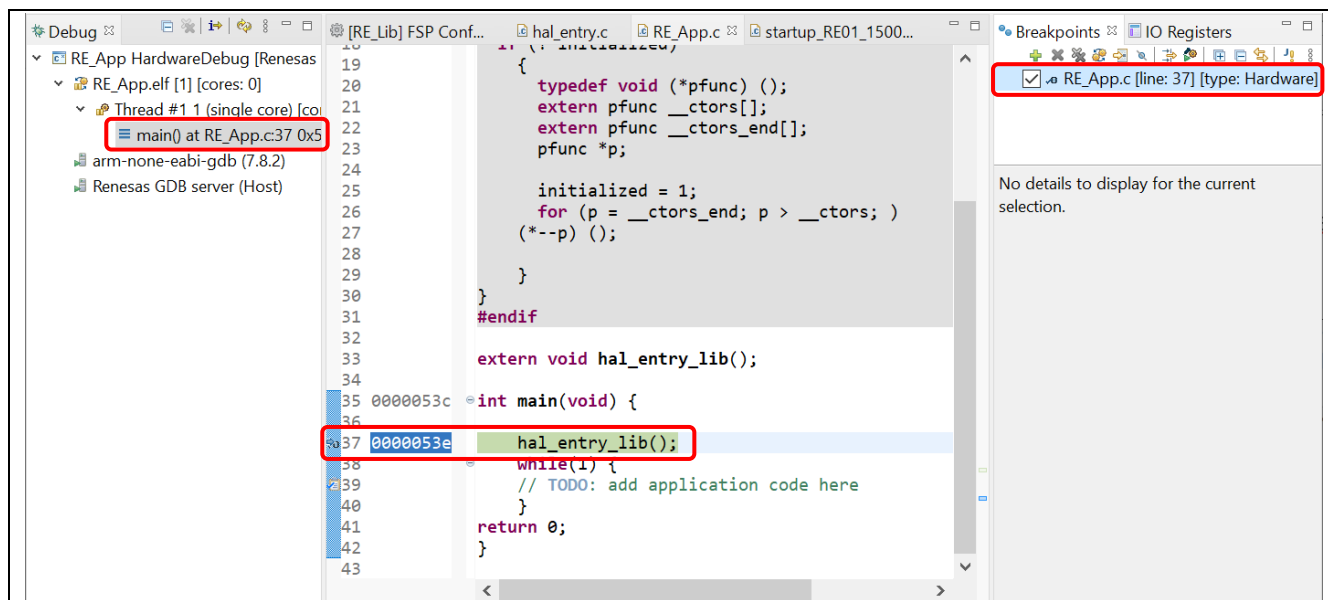 Debug
RE_App HardwareDebug [Renesas
RE_App.elf [1] [cores: 0]
Thread #1 1 (single core) [co
main() at RE_App.c:37 0x5
arm-none-eabi-gdb (7.8.2)
Renesas GDB server (Host)
[RE_Lib] FSP Conf... hal_entry.c RE_App.c startup_RE01_1500...
18 if (! initialized)
19 {
20 typedef void (*pfunc) ();
21 extern pfunc __ctors[];
22 extern pfunc __ctors_end[];
23 pfunc *p;
24
25 initialized = 1;
26 for (p = __ctors_end; p > __ctors; )
27 (*--p) ();
28
29 }
30 }
31 #endif
32
33 extern void hal_entry_lib();
34
35 0000053c int main(void) {
36
37 0000053e hal_entry_lib();
38 while(1) {
39 // TODO: add application code here
40 }
41 return 0;
42 }
43
Breakpoints IO Registers
RE_App.c [line: 37] [type: Hardware]
No details to display for the current
selection.